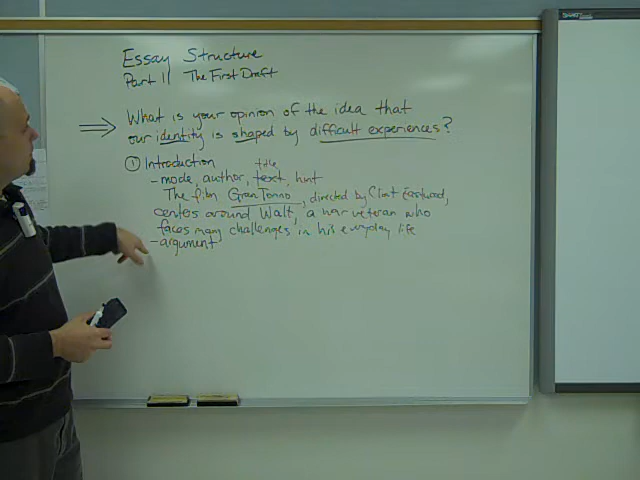 Essay Structure
Part II The First Draft
What is your opinion of the idea that
our identity is shaped by difficult experiences?
① Introduction
title
- mode, author, text, hint
The film Gran Torino, directed by Clint Eastwood,
centes around Walt, a war veteran who
faces many challenges in his everyday life
- argument